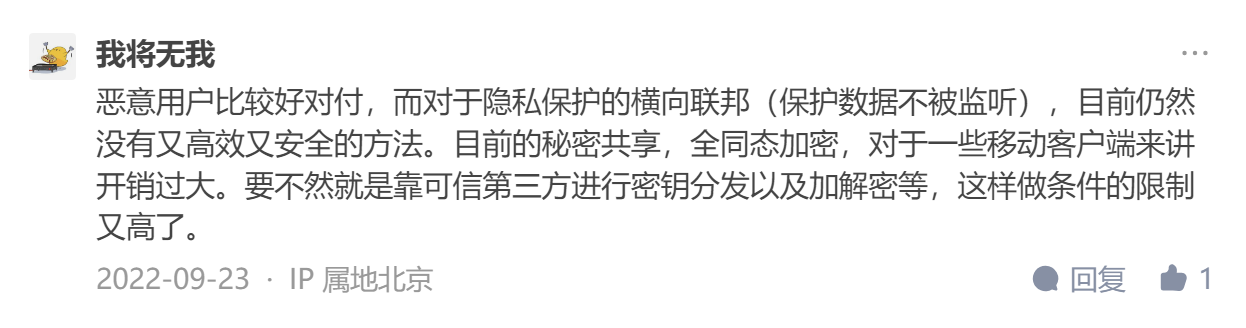 我将无我
恶意用户比较好对付，而对于隐私保护的横向联邦（保护数据不被监听），目前仍然
没有又高效又安全的方法。目前的秘密共享，全同态加密，对于一些移动客户端来讲
开销过大。要不然就是靠可信第三方进行密钥分发以及加解密等，这样做条件的限制
又高了。
2022-09-23 · IP 属地北京 回复 1